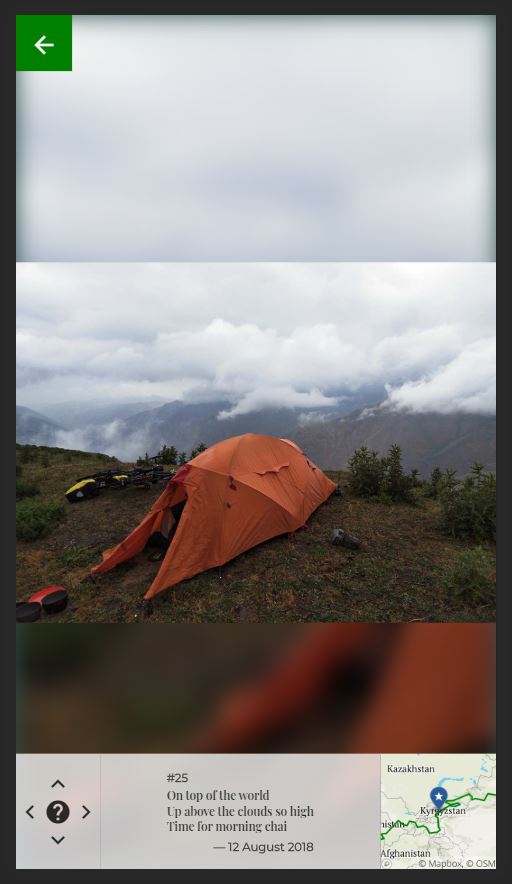 #25
On top of the world
Up above the clouds so high
Time for morning chai
— 12 August 2018
Kazakhstan
Kyrgyzstan
nistan
Afghanistan
© Mapbox, © OSM